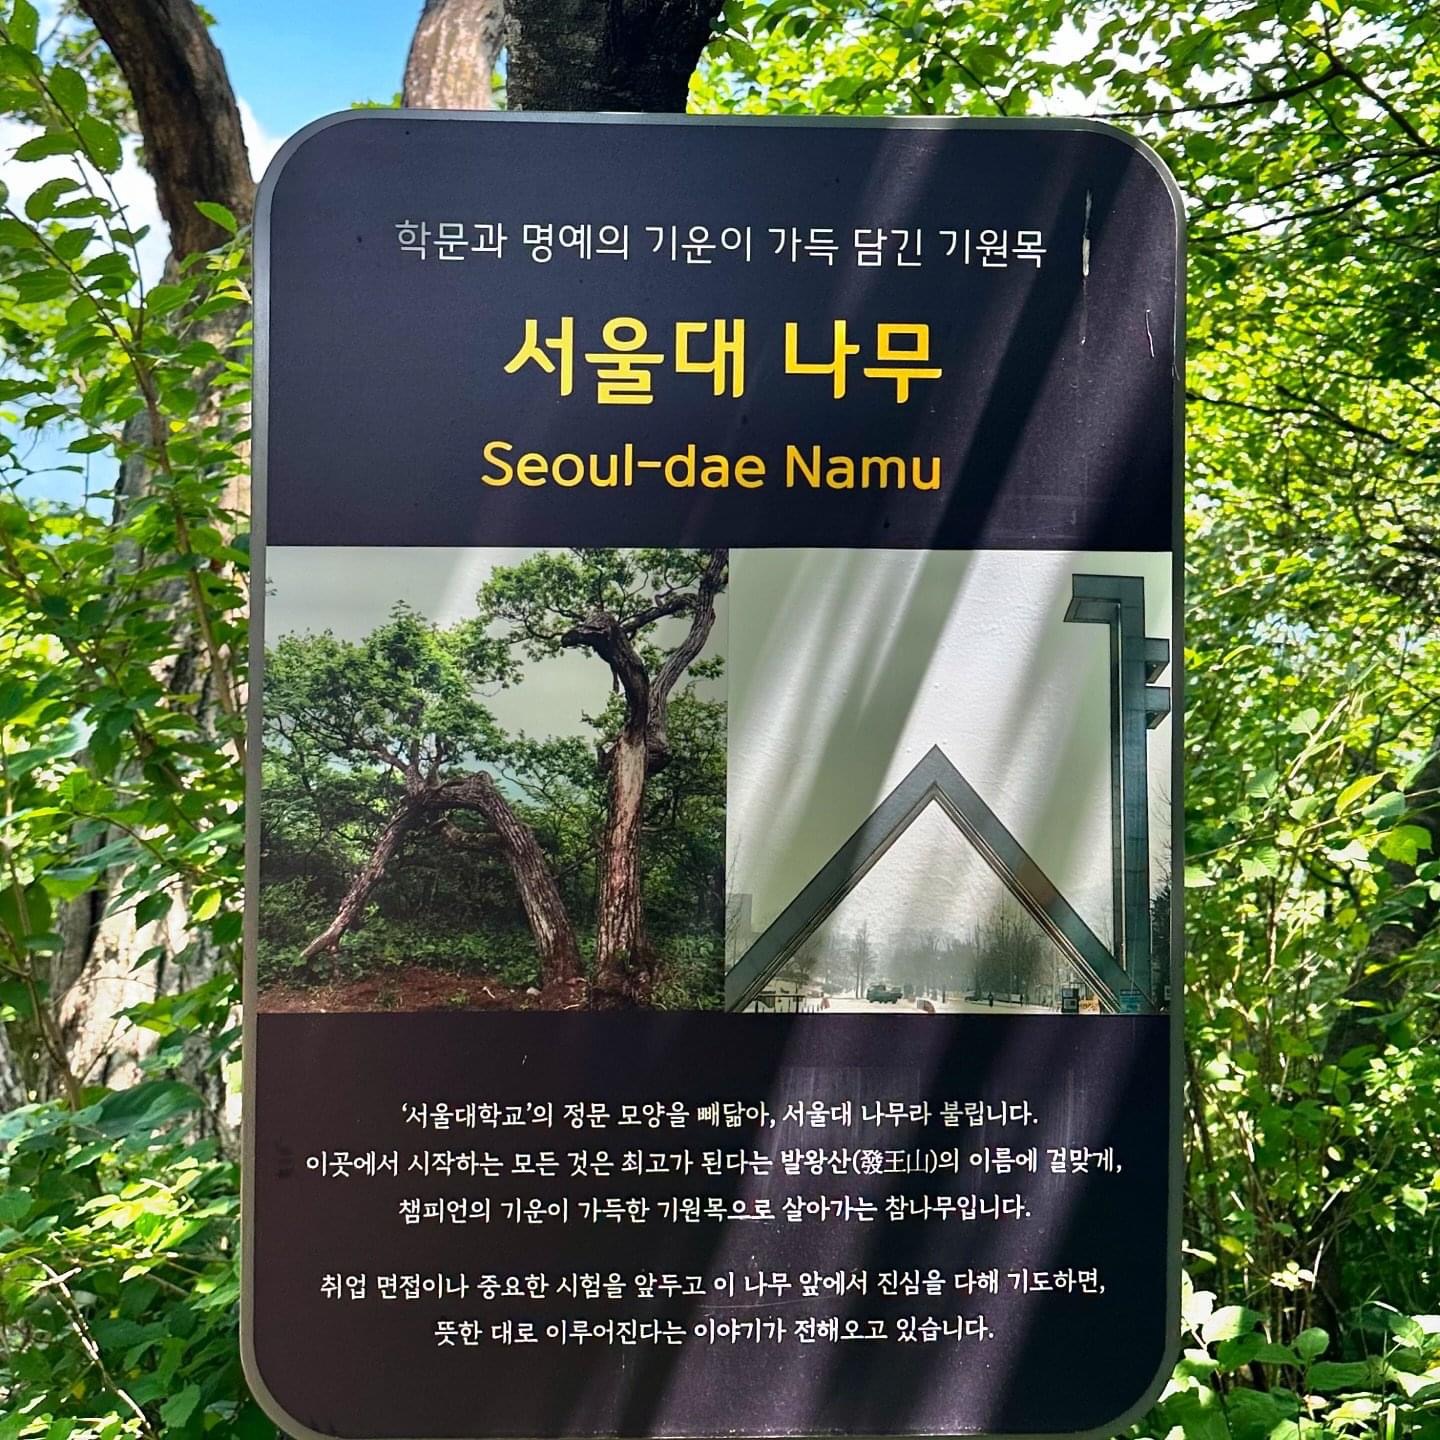 학문과 명예의 기운이 가득 담긴 기원목
서울대 나무
Seoul-dae Namu
‘서울대학교’의 정문 모양을 빼닮아, 서울대 나무라 불립니다.
이곳에서 시작하는 모든 것은 최고가 된다는 발왕산(發王山)의 이름에 걸맞게,
챔피언의 기운이 가득한 기원목으로 살아가는 참나무입니다.
취업 면접이나 중요한 시험을 앞두고 이 나무 앞에서 진심을 다해 기도하면,
뜻한 대로 이루어진다는 이야기가 전해오고 있습니다.